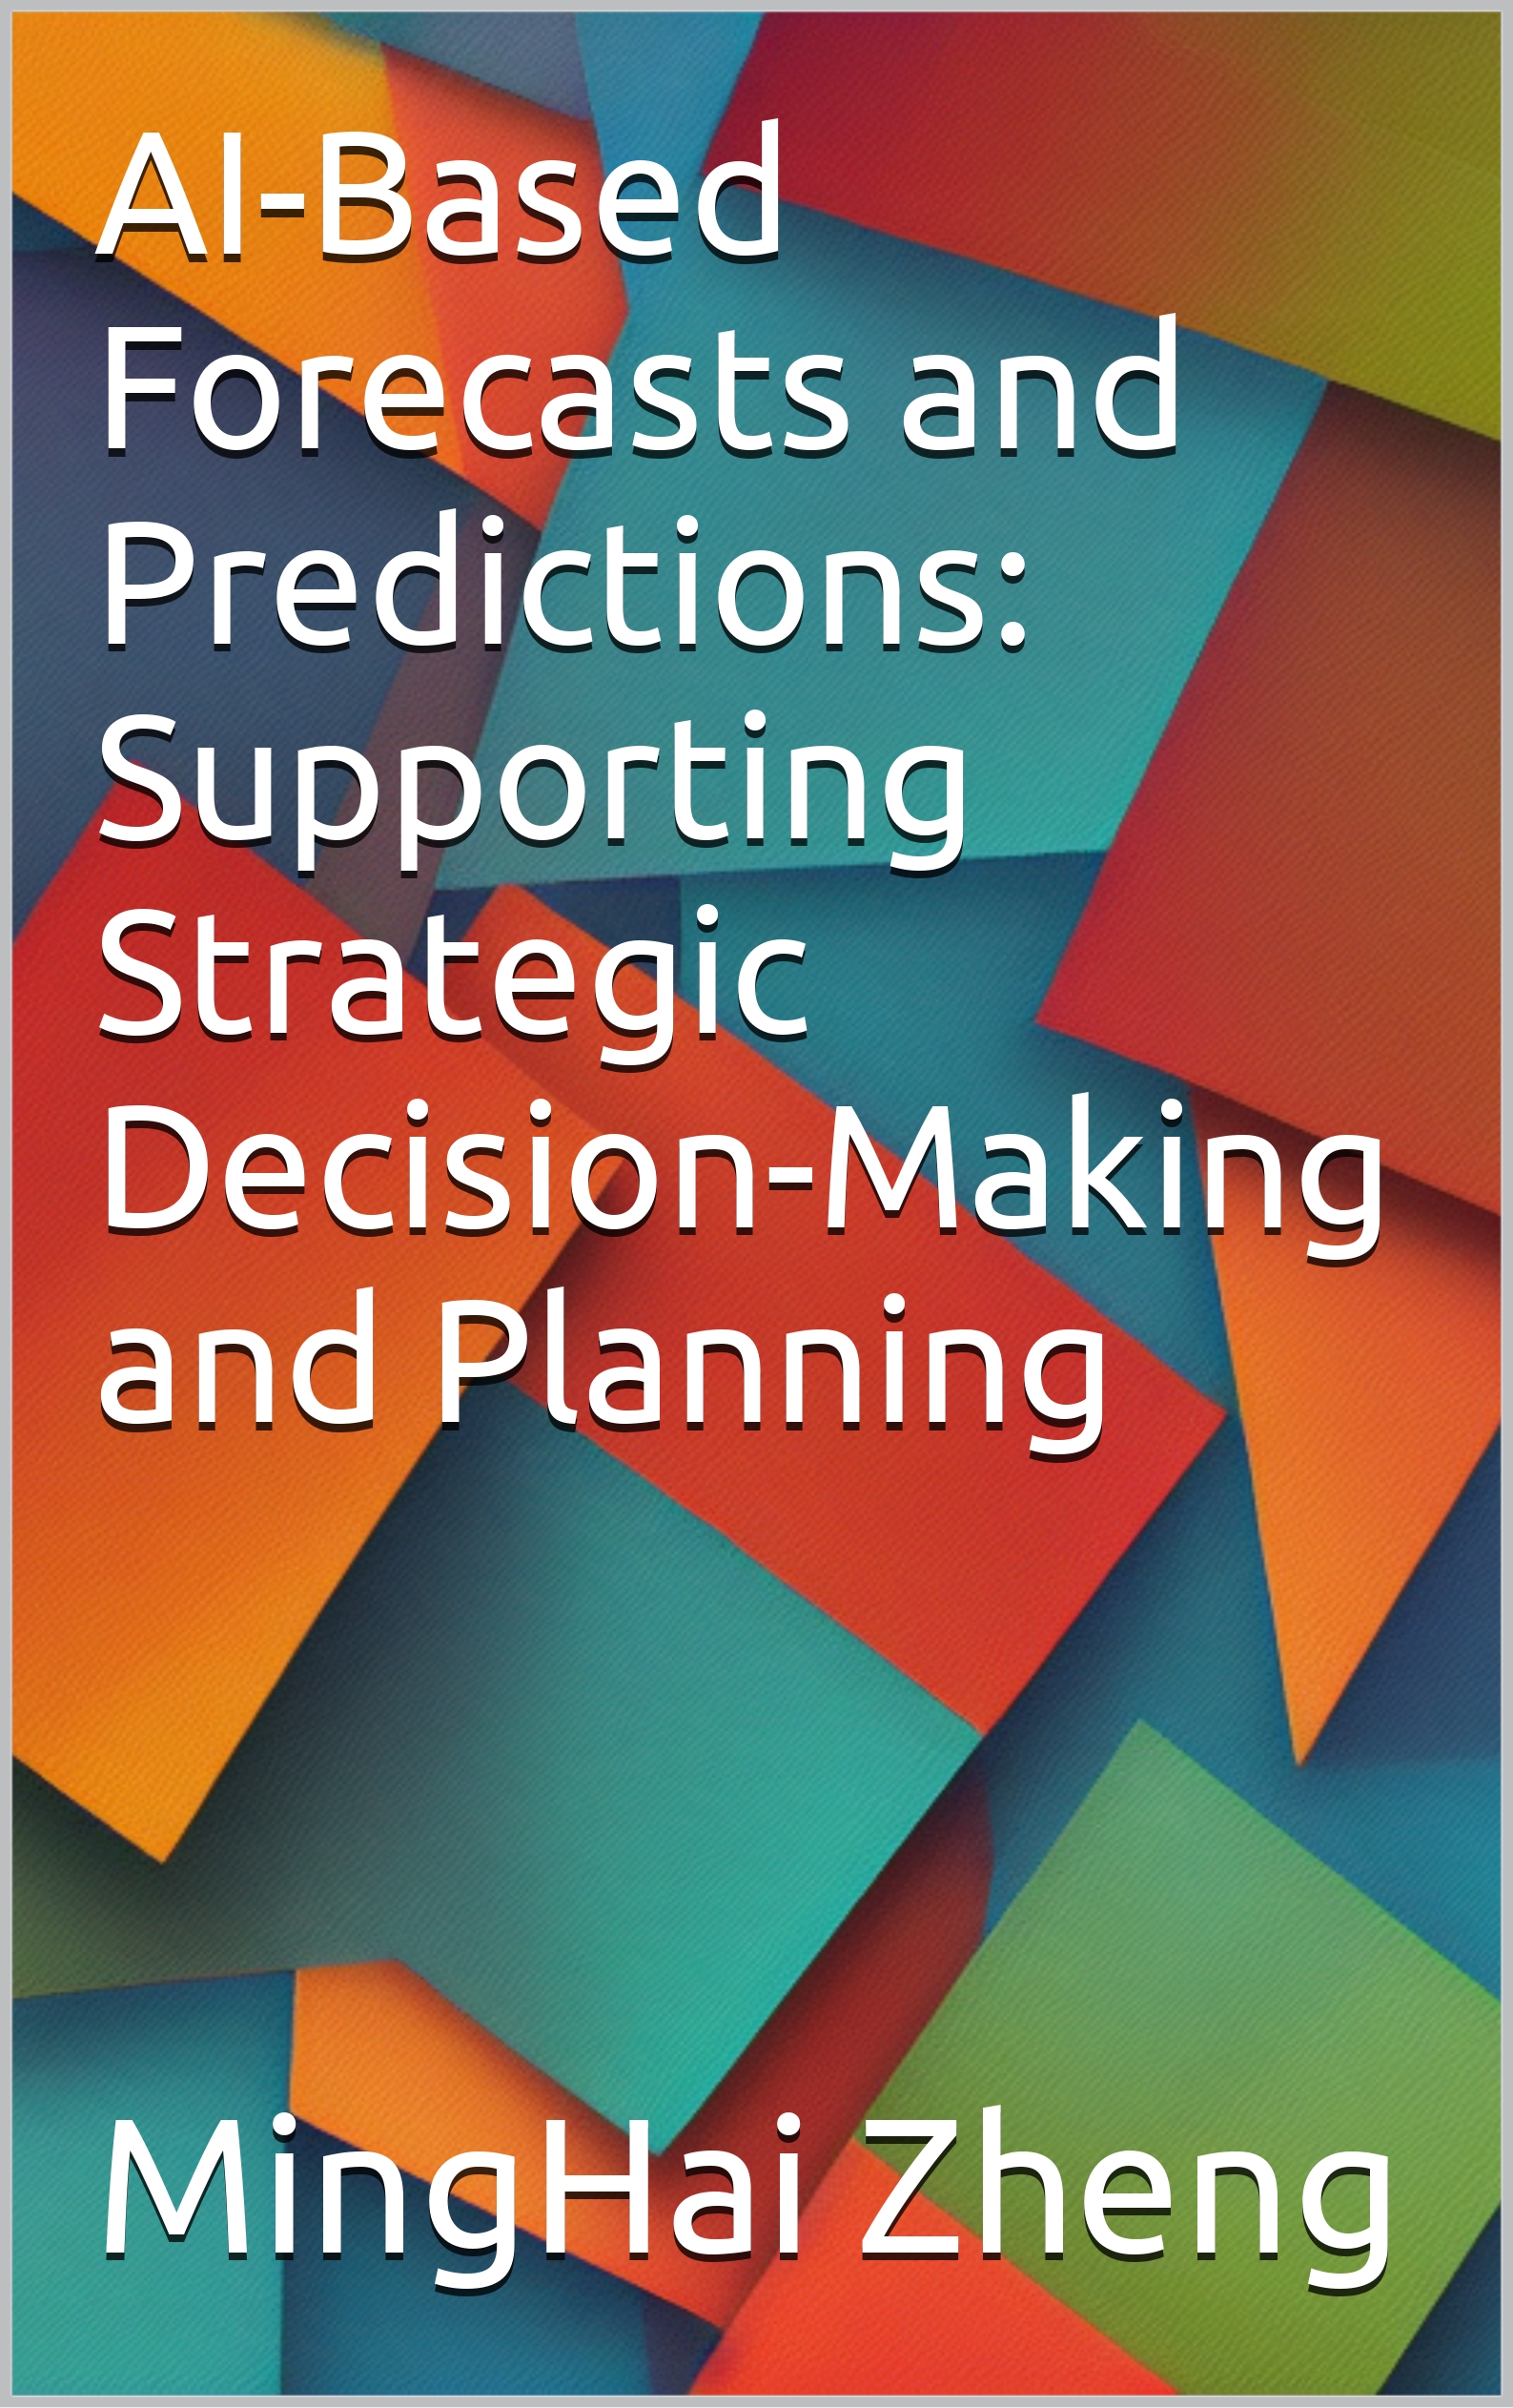 AI-Based
Forecasts and
Predictions:
Supporting
Strategic
Decision-Making
and Planning
MingHai Zheng